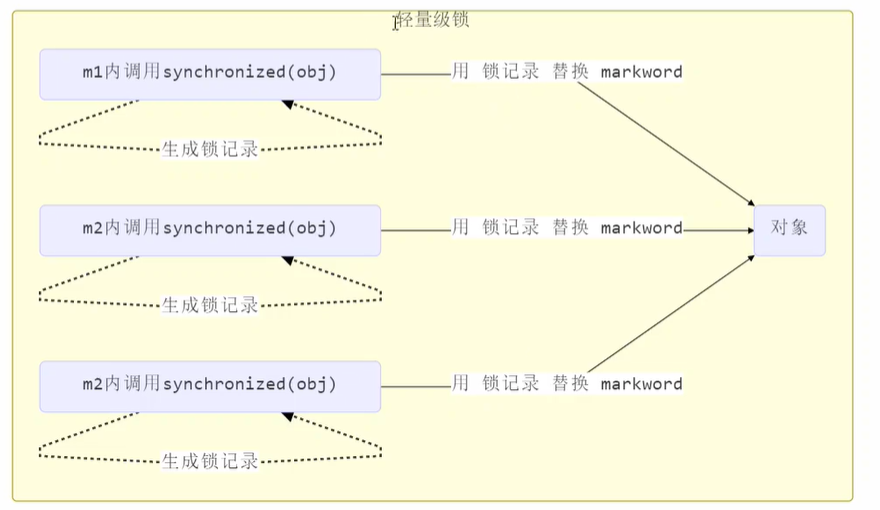 轻量级锁
m1内调用synchronized(obj)
用 锁记录 替换 markword
生成锁记录
m2内调用synchronized(obj)
用 锁记录 替换 markword
对象
生成锁记录
m2内调用synchronized(obj)
用 锁记录 替换 markword
生成锁记录